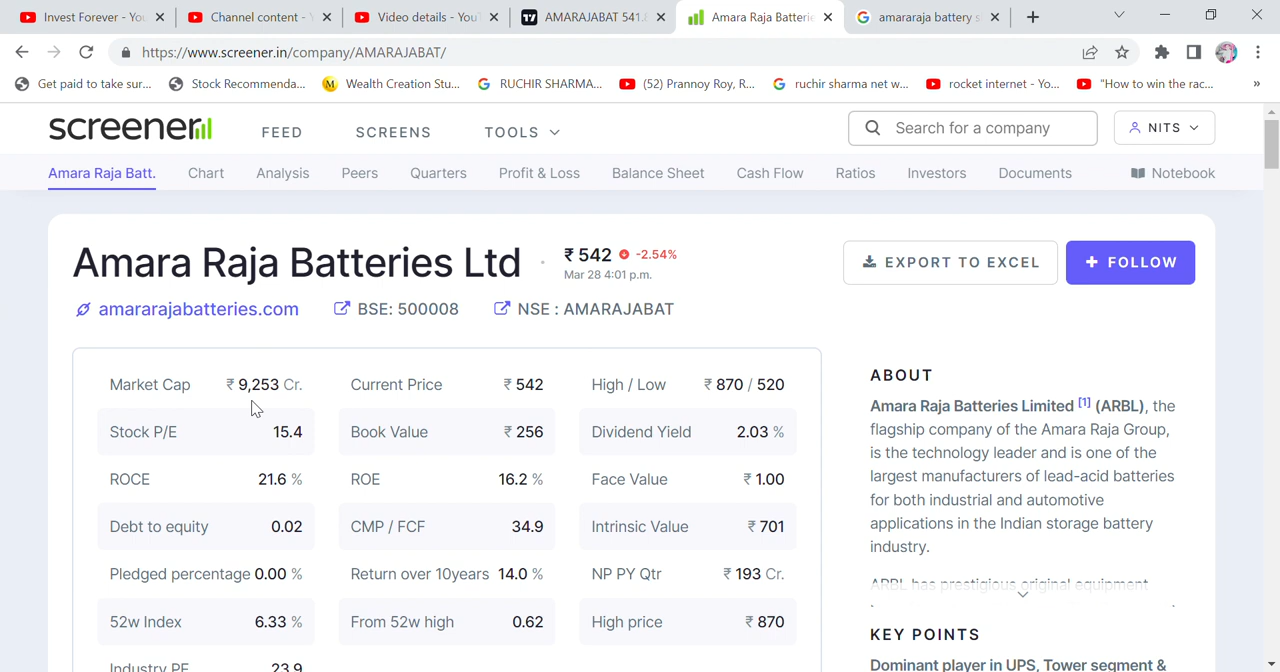 Invest Forever - You
Channel content - Y
Video details - YouT
AMARAJABAT 541.
Amara Raja Batterie
amararaja battery s
https://www.screener.in/company/AMARAJABAT/
Get paid to take sur...
Stock Recommenda...
Wealth Creation Stu...
RUCHIR SHARMA...
(52) Prannoy Roy, R...
ruchir sharma net w...
rocket internet - Yo...
"How to win the rac...
»
screener
FEED
SCREENS
TOOLS
Search for a company
NITS
Amara Raja Batt.
Chart
Analysis
Peers
Quarters
Profit & Loss
Balance Sheet
Cash Flow
Ratios
Investors
Documents
Notebook
Amara Raja Batteries Ltd
₹ 542 -2.54%
Mar 28 4:01 p.m.
EXPORT TO EXCEL
+ FOLLOW
amararajabatteries.com
BSE: 500008
NSE : AMARAJABAT
Market Cap ₹ 9,253 Cr.
Current Price ₹ 542
High / Low ₹ 870 / 520
Stock P/E 15.4
Book Value ₹ 256
Dividend Yield 2.03 %
ROCE 21.6 %
ROE 16.2 %
Face Value ₹ 1.00
Debt to equity 0.02
CMP / FCF 34.9
Intrinsic Value ₹ 701
Pledged percentage 0.00 %
Return over 10years 14.0 %
NP PY Qtr ₹ 193 Cr.
52w Index 6.33 %
From 52w high 0.62
High price ₹ 870
Industry PE 23.9
ABOUT
Amara Raja Batteries Limited [1] (ARBL), the
flagship company of the Amara Raja Group,
is the technology leader and is one of the
largest manufacturers of lead-acid batteries
for both industrial and automotive
applications in the Indian storage battery
industry.
ARBL has prestigious original equipment
KEY POINTS
Dominant player in UPS, Tower segment &